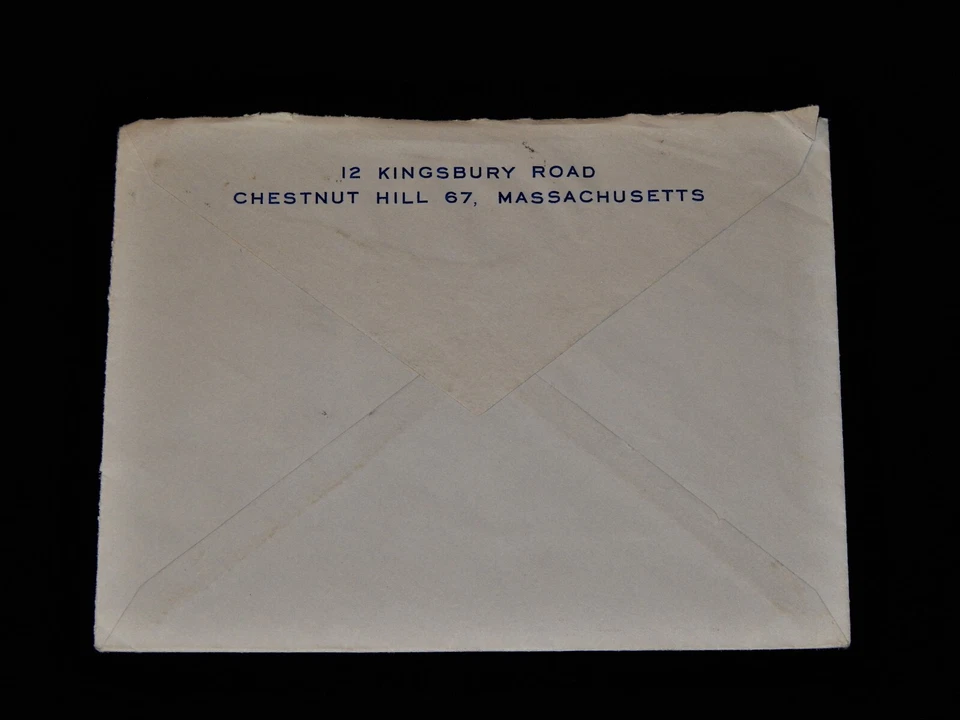 12 KINGSBURY ROAD
CHESTNUT HILL 67, MASSACHUSETTS